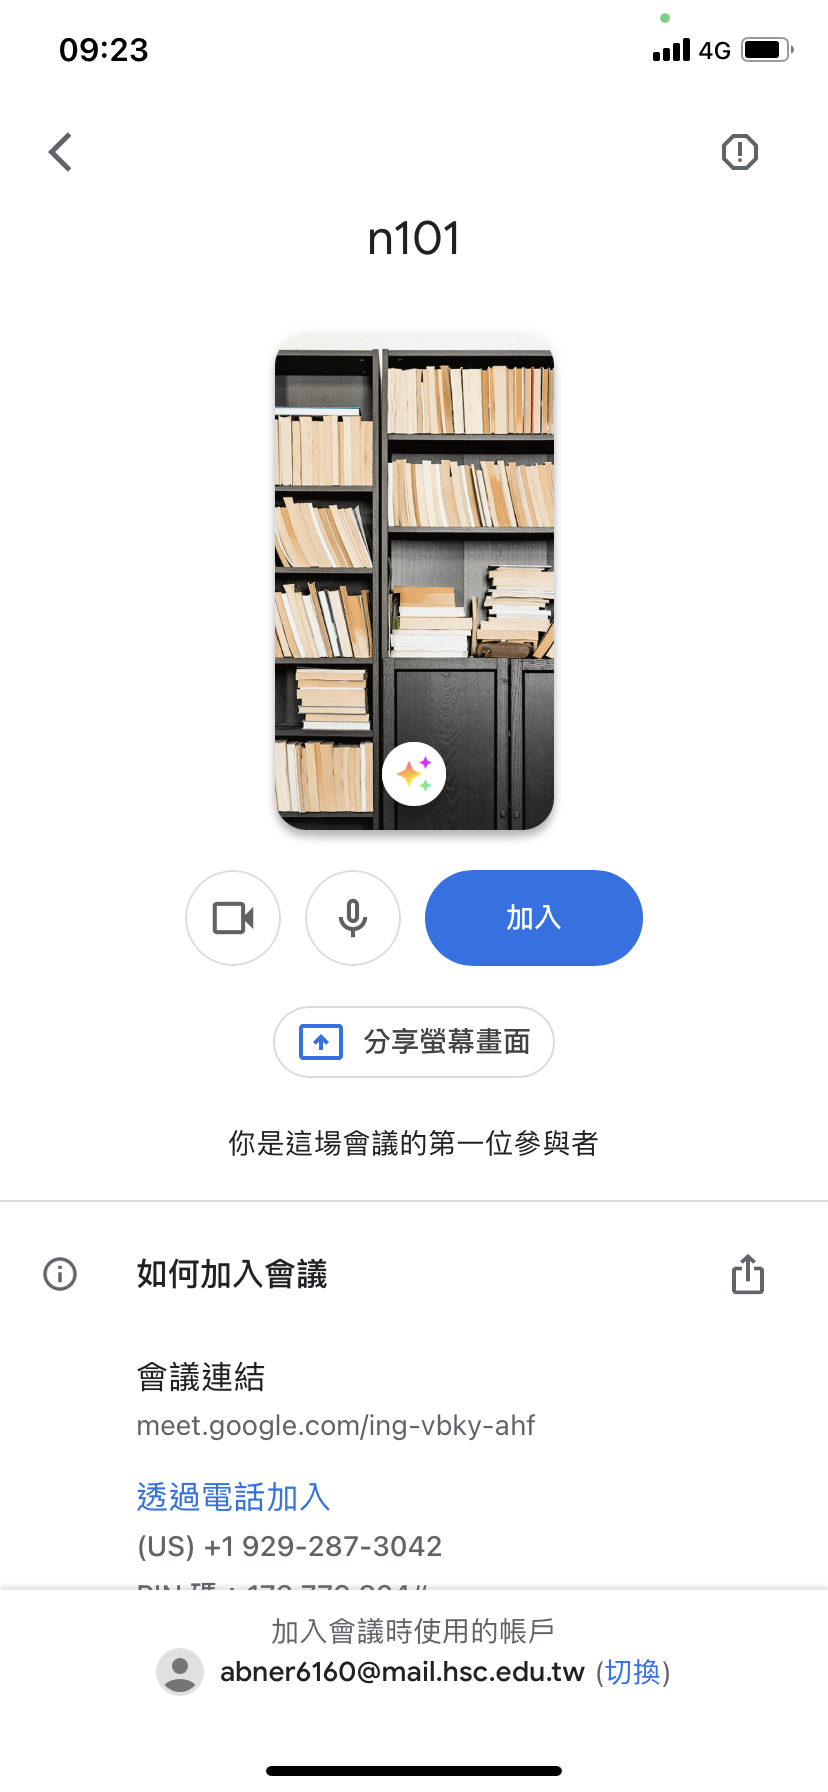 09:23
4G
n101
加入
分享螢幕畫面
你是這場會議的第一位參與者
如何加入會議
會議連結
meet.google.com/ing-vbky-ahf
透過電話加入
(US) +1 929-287-3042
加入會議時使用的帳戶
abner6160@mail.hsc.edu.tw (切換)